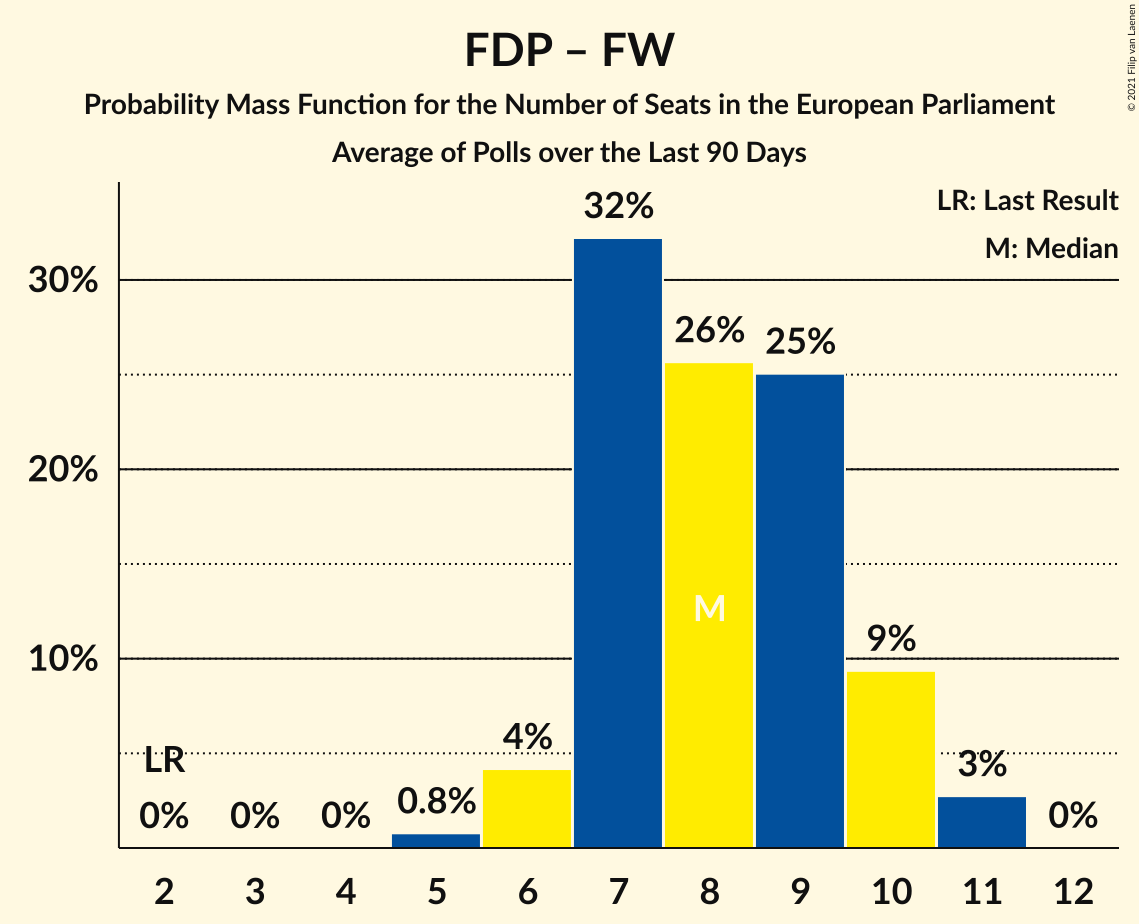 FDP – FW
Probability Mass Function for the Number of Seats in the European Parliament
Average of Polls over the Last 90 Days
© 2021 Filip van Laenen
LR: Last Result
M: Median
30%
20%
10%
LR
0%
0%
0%
0.8%
4%
32%
26%
M
25%
9%
3%
0%
2 3 4 5 6 7 8 9 10 11 12